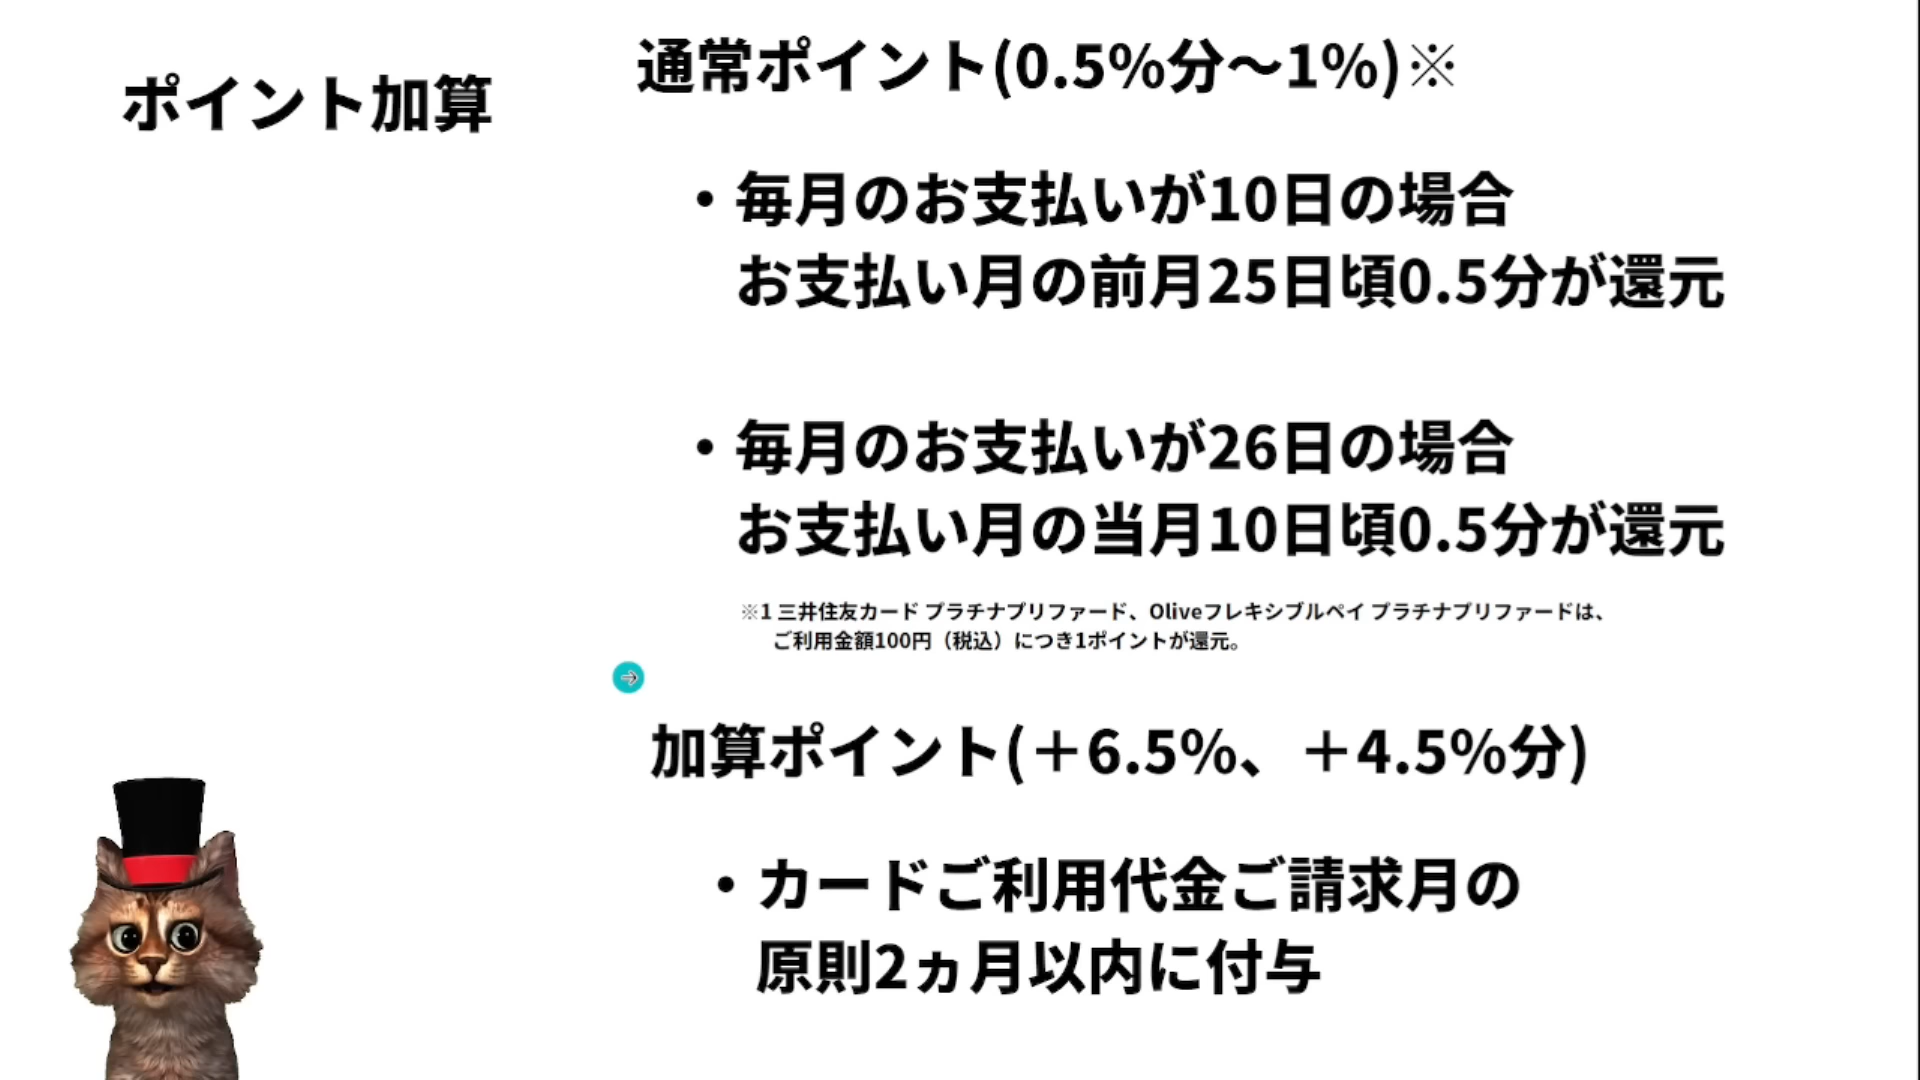 ポイント加算
通常ポイント(0.5%分～1%)※
・毎月のお支払いが10日の場合
お支払い月の前月25日頃0.5分が還元
・毎月のお支払いが26日の場合
お支払い月の当月10日頃0.5分が還元
※1 三井住友カード プラチナプリファード、Oliveフレキシブルペイ プラチナプリファードは、
ご利用金額100円（税込）につき1ポイントが還元。
加算ポイント(＋6.5%、＋4.5%分)
・カードご利用代金ご請求月の
原則2ヵ月以内に付与